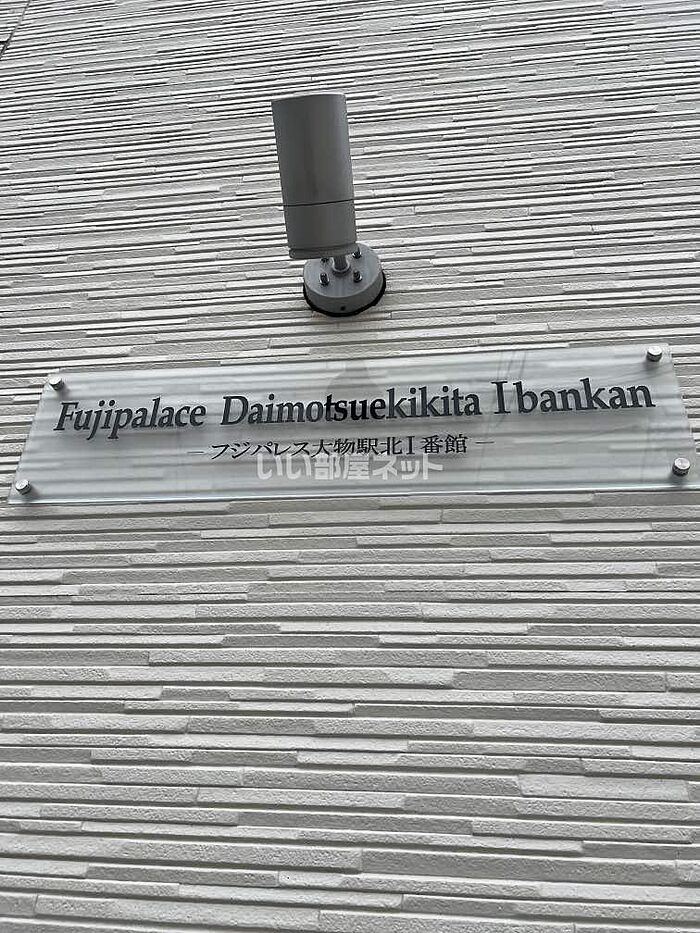 Fujipalace Daimotsuekikita I bankan
－フジパレス大物駅北Ⅰ番館－
いい部屋ネット